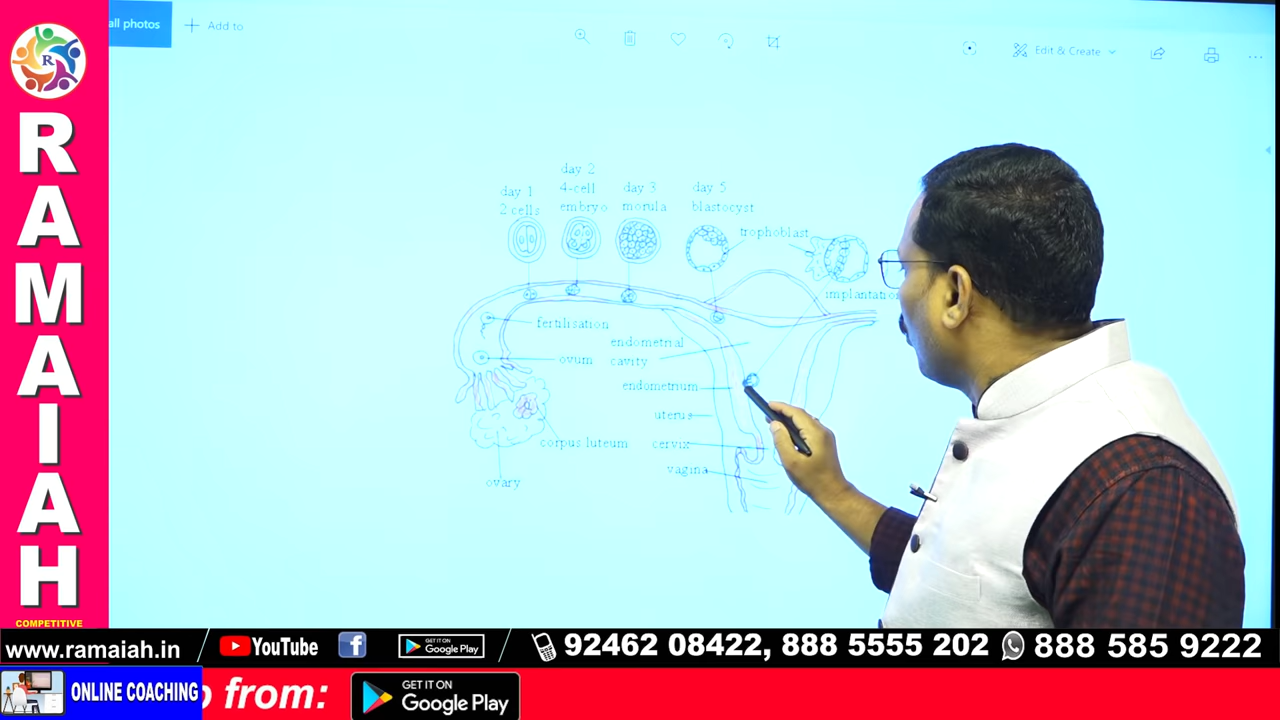 all photos
Add to
Edit & Create
R
RAMAIAH
COMPETITIVE
day 1
2 cells
day 2
4-cell
embryo
day 3
morula
day 5
blastocyst
trophoblast
implantation
fertilisation
ovum
endometrial
cavity
endometrium
uterus
corpus luteum
cervix
vagina
ovary
www.ramaiah.in
YouTube
f
GET IT ON
Google Play
92462 08422, 888 5555 202
888 585 9222
ONLINE COACHING
from:
GET IT ON
Google Play